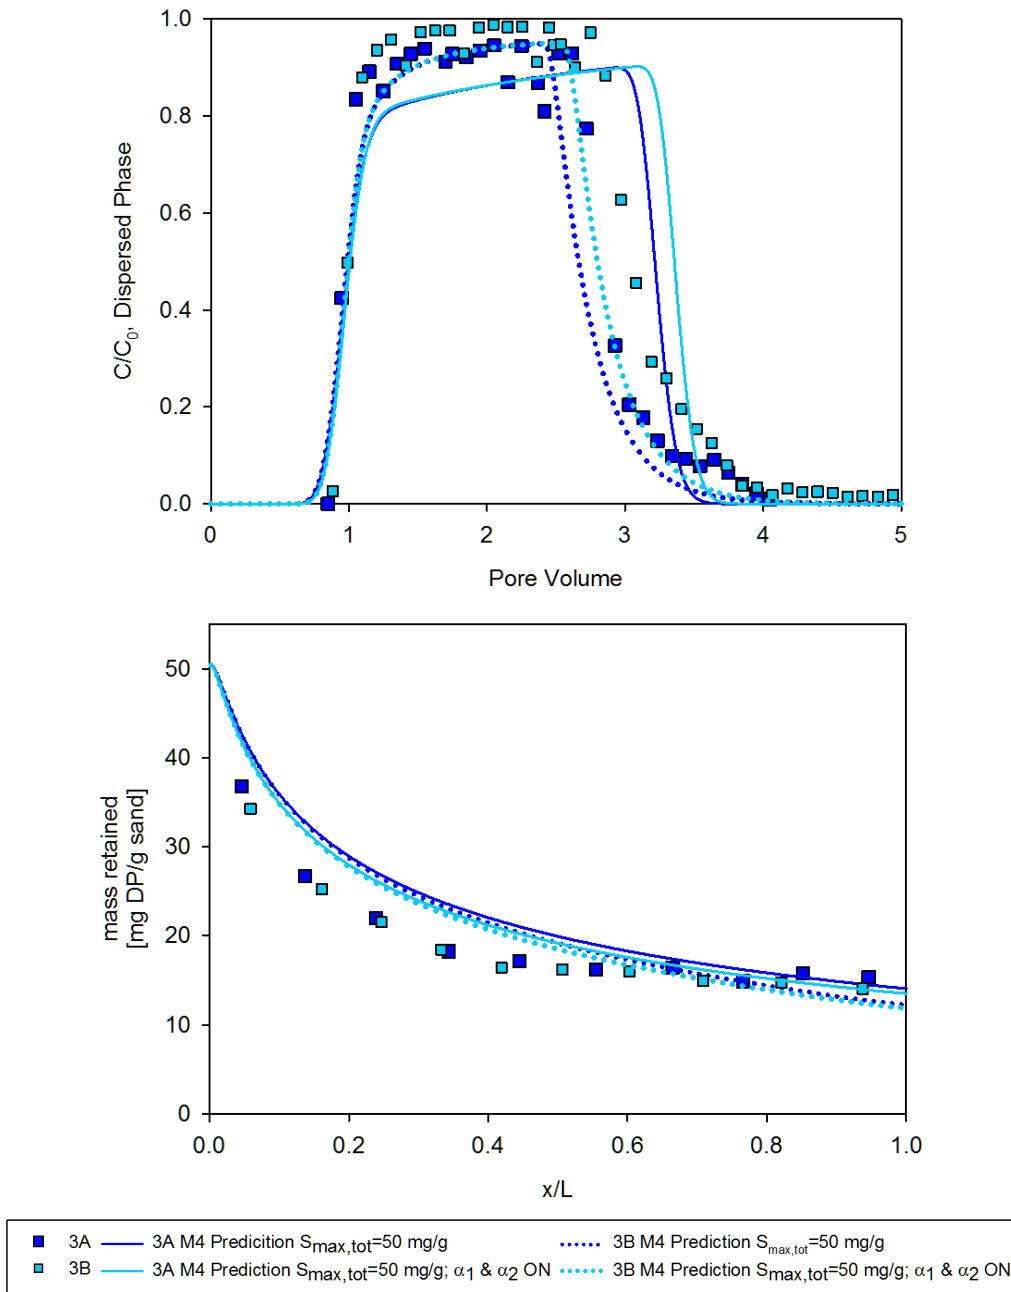 1.0
0.8
0.6
0.4
0.2
0.0
C/C0, Dispersed Phase
0 1 2 3 4 5
Pore Volume
50
40
30
20
10
0
mass retained
[mg DP/g sand]
0.0 0.2 0.4 0.6 0.8 1.0
x/L
3A 3A M4 Predicition Smax,tot=50 mg/g 3B M4 Prediction Smax,tot=50 mg/g
3B 3A M4 Prediction Smax,tot=50 mg/g; α1 & α2 ON 3B M4 Prediction Smax,tot=50 mg/g; α1 & α2 ON